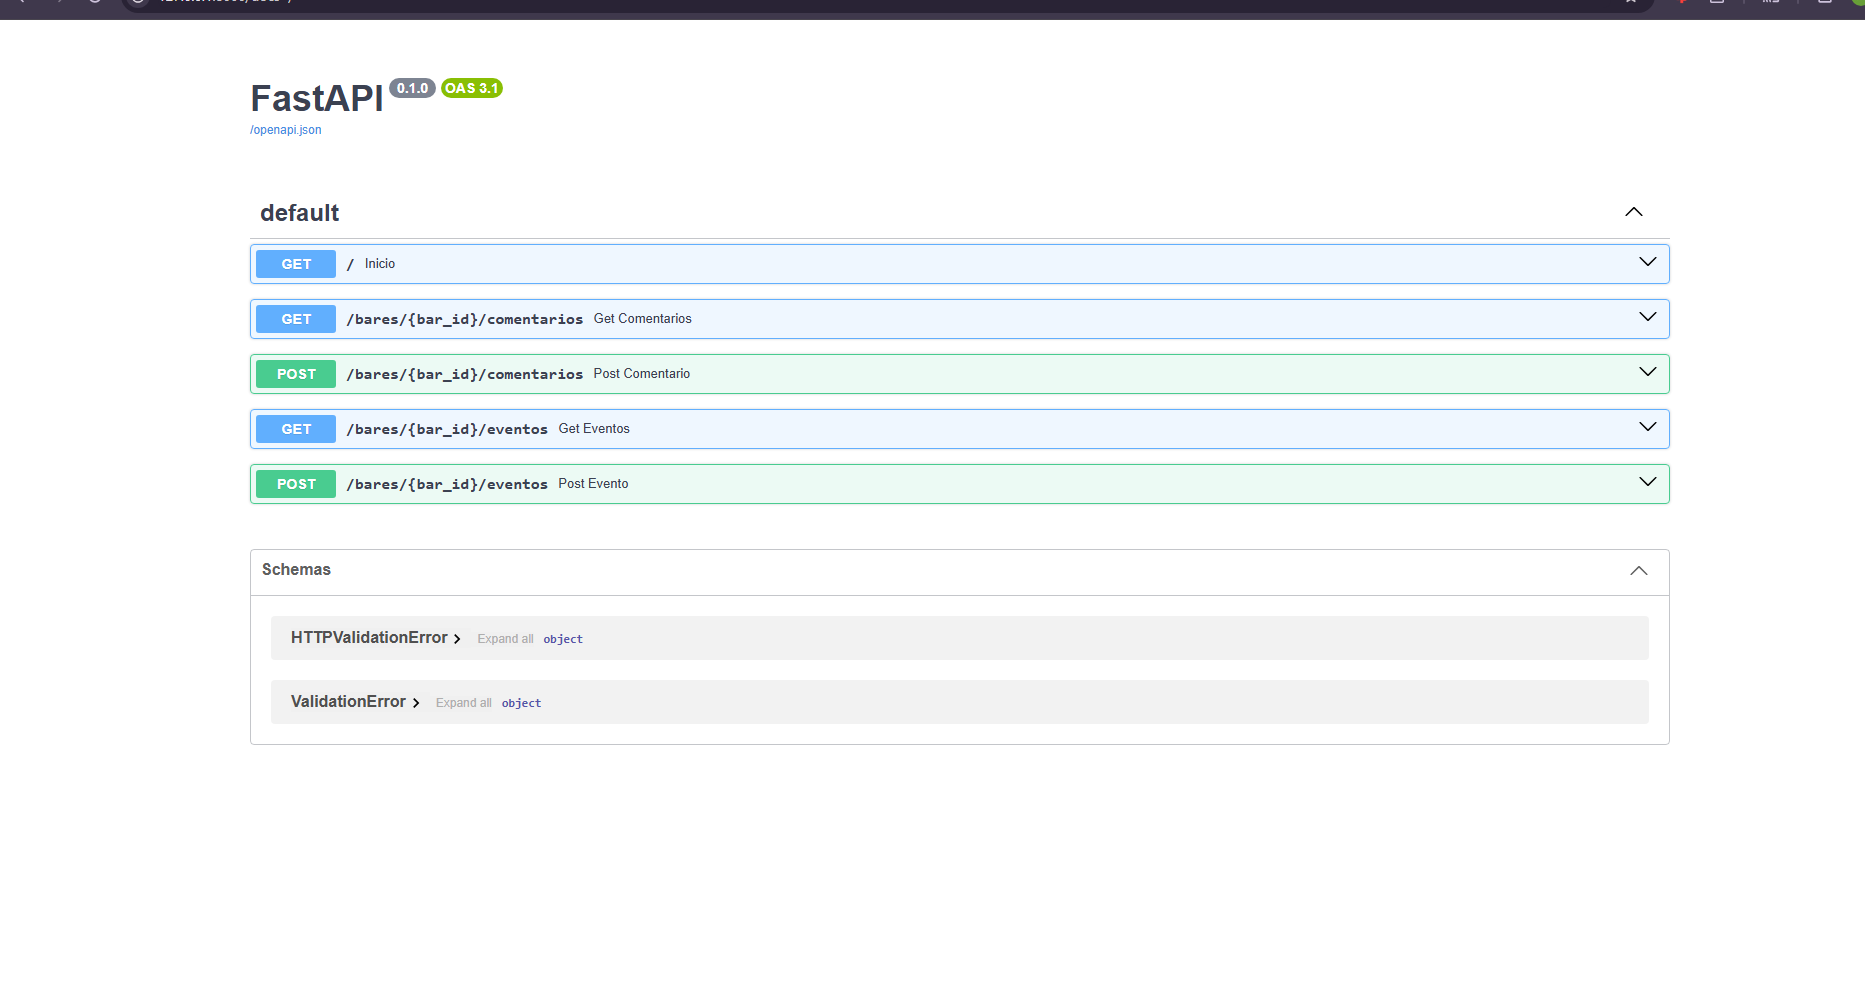 FastAPI 0.1.0 OAS 3.1
/openapi.json
default
GET / Inicio
GET /bares/{bar_id}/comentarios Get Comentarios
POST /bares/{bar_id}/comentarios Post Comentario
GET /bares/{bar_id}/eventos Get Eventos
POST /bares/{bar_id}/eventos Post Evento
Schemas
HTTPValidationError Expand all object
ValidationError Expand all object